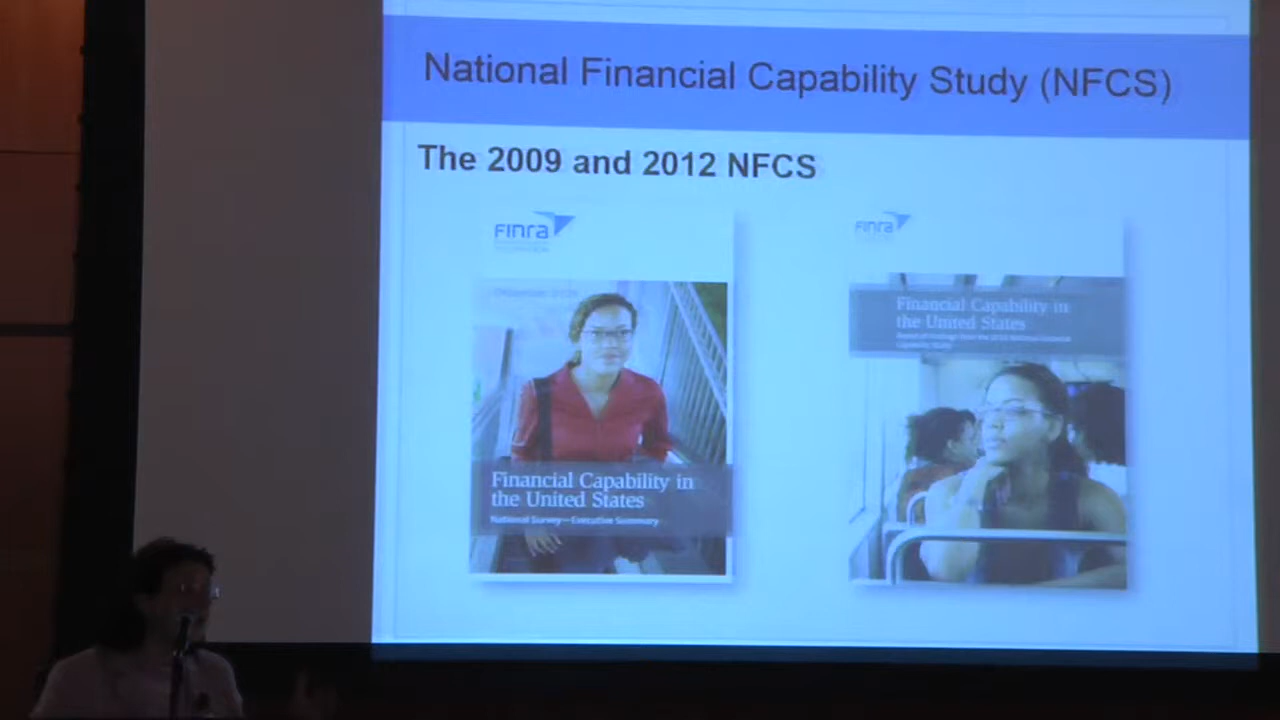 National Financial Capability Study (NFCS)
The 2009 and 2012 NFCS
Finra
Financial Capability in
the United States
National Survey—Executive Summary
Finra
Financial Capability in
the United States